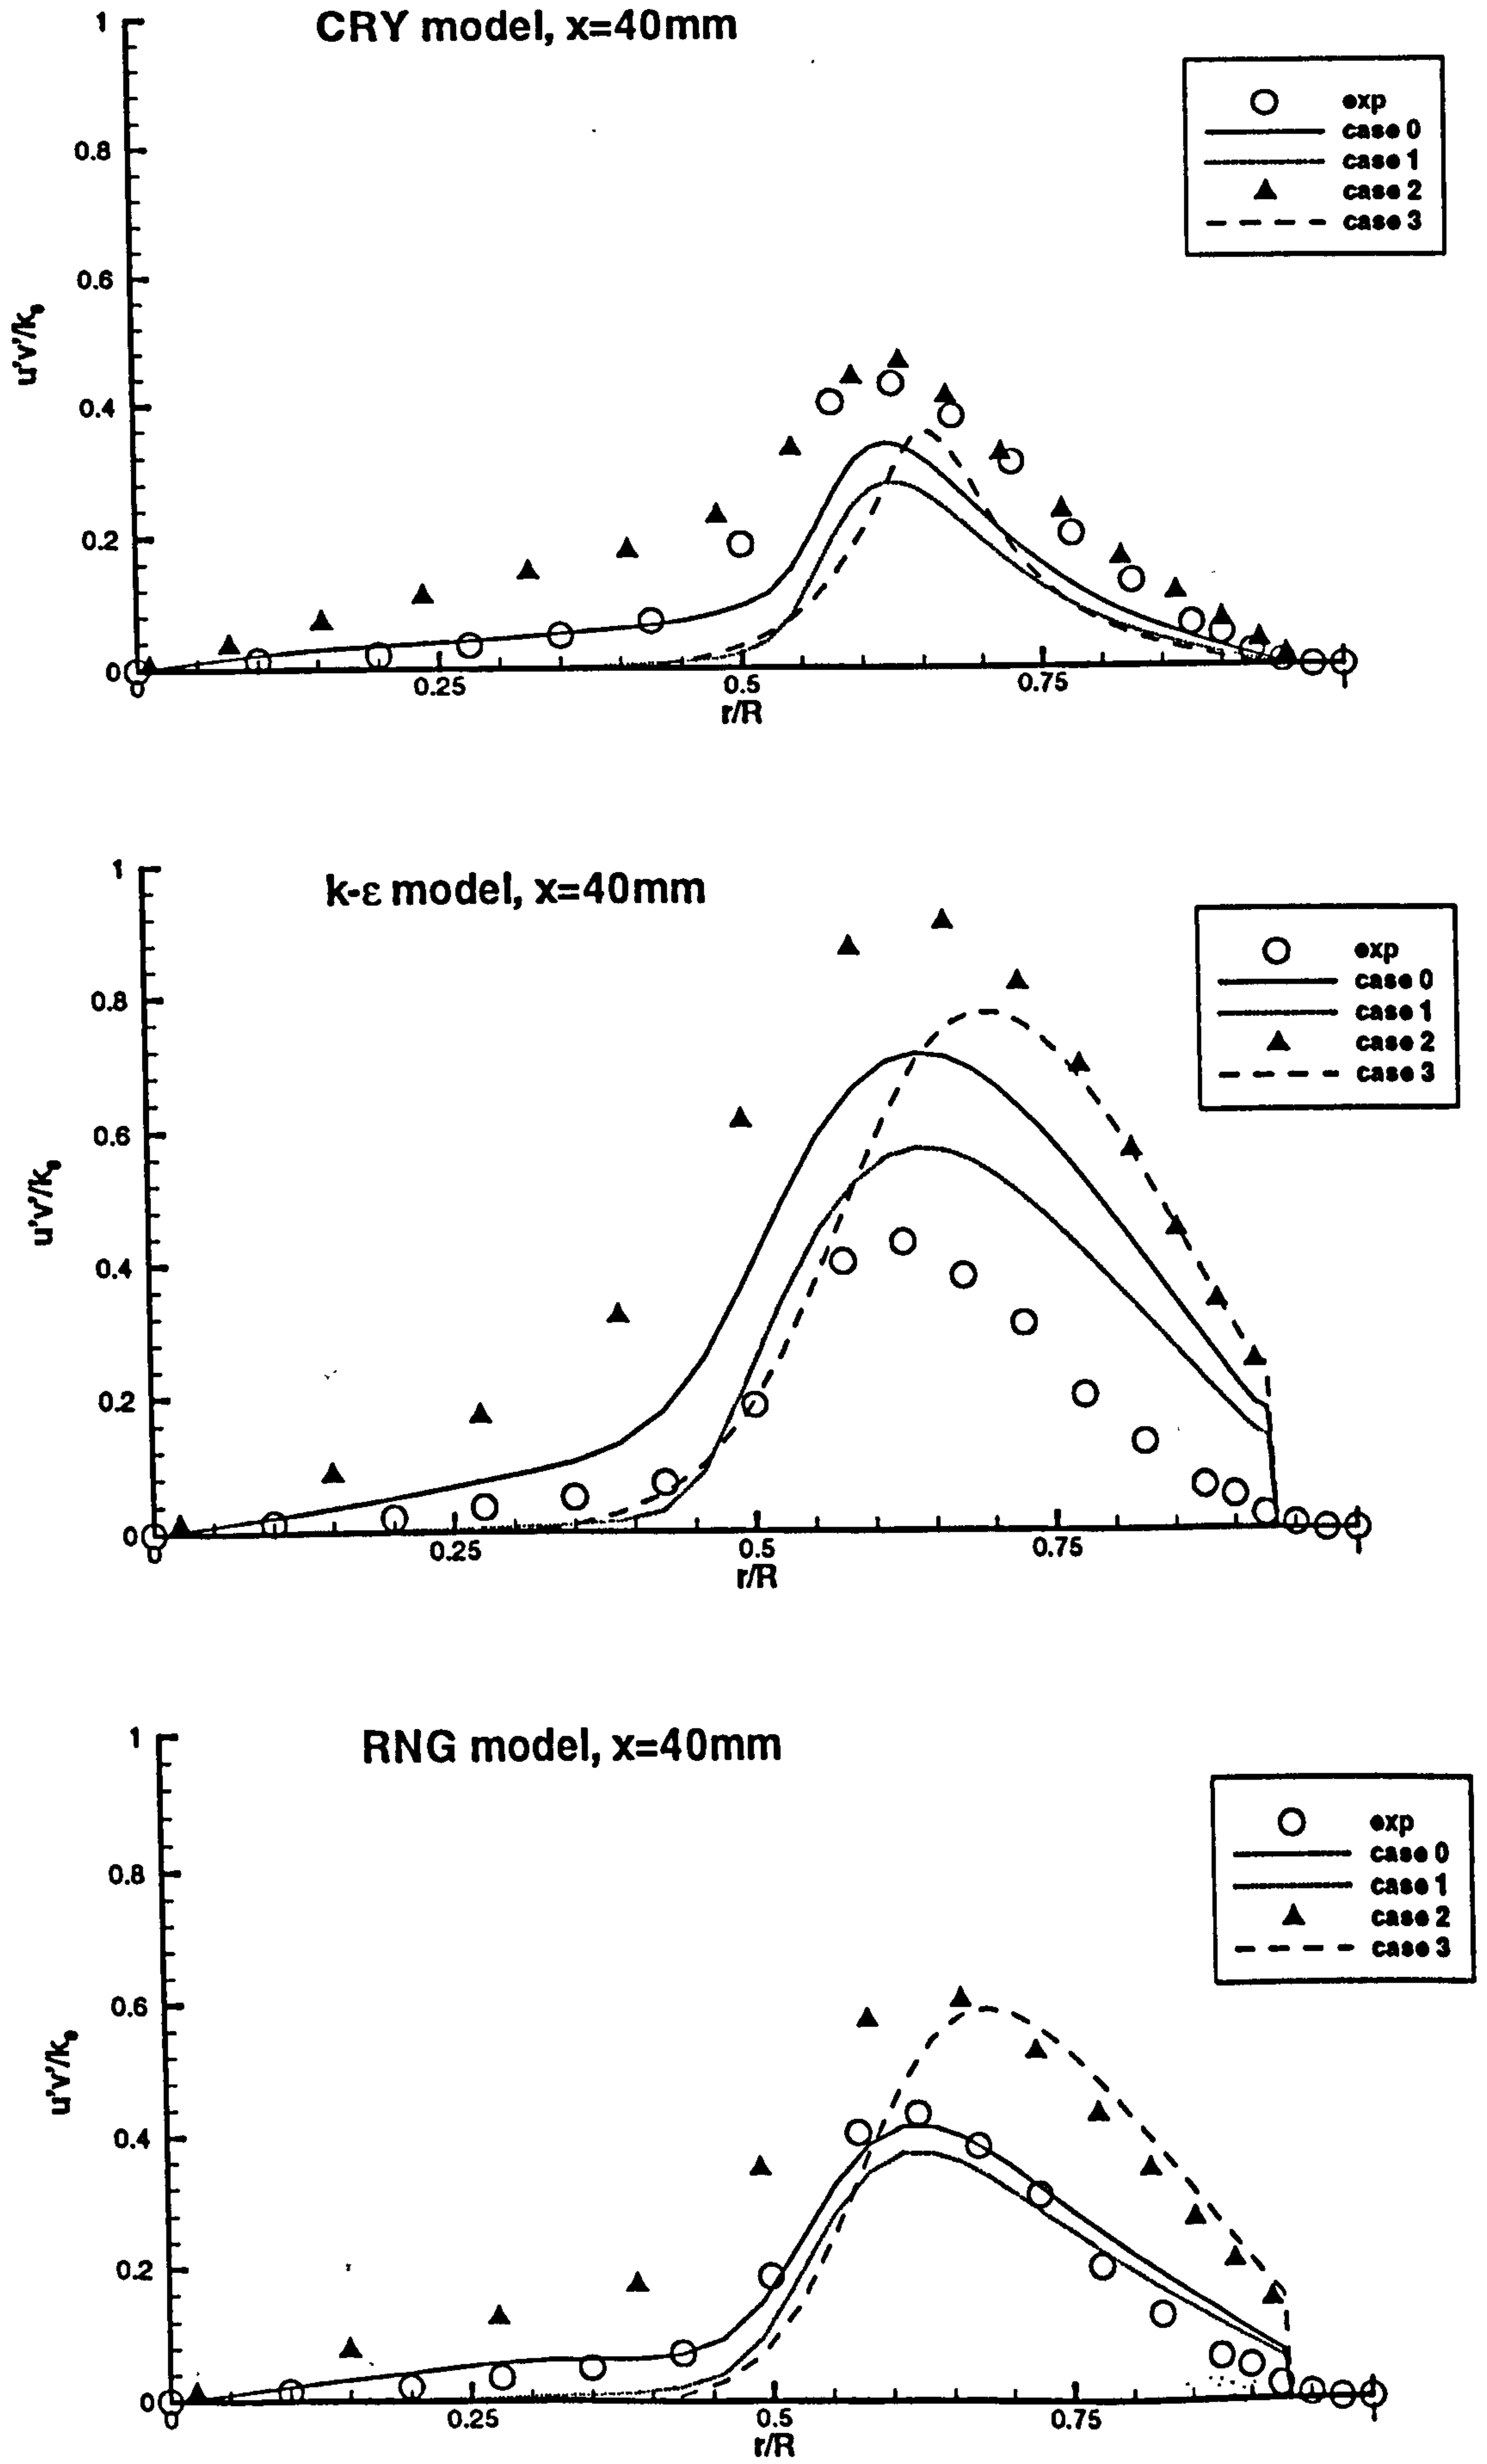 CRY model, x=40mm
1
0.8
0.6
0.4
0.2
0
u'v'/k₀
exp
case 0
case 1
case 2
case 3
0 0.25 0.5 0.75
r/R
k-ε model, x=40mm
1
0.8
0.6
0.4
0.2
0
u'v'/k₀
exp
case 0
case 1
case 2
case 3
0 0.25 0.5 0.75
r/R
RNG model, x=40mm
1
0.8
0.6
0.4
0.2
0
u'v'/k₀
exp
case 0
case 1
case 2
case 3
0 0.25 0.5 0.75
r/R